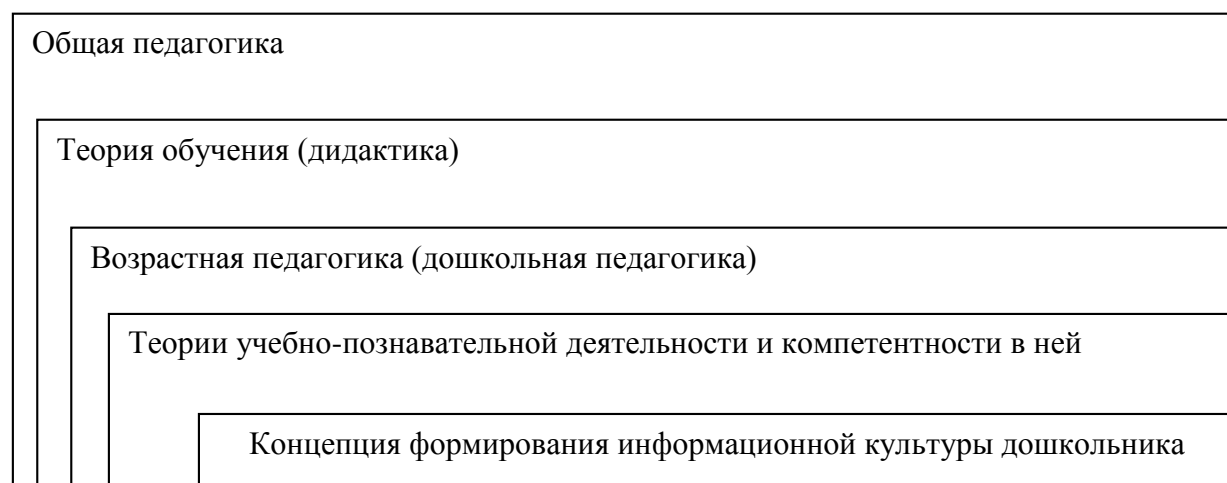 Общая педагогика
Теория обучения (дидактика)
Возрастная педагогика (дошкольная педагогика)
Теории учебно-познавательной деятельности и компетентности в ней
Концепция формирования информационной культуры дошкольника